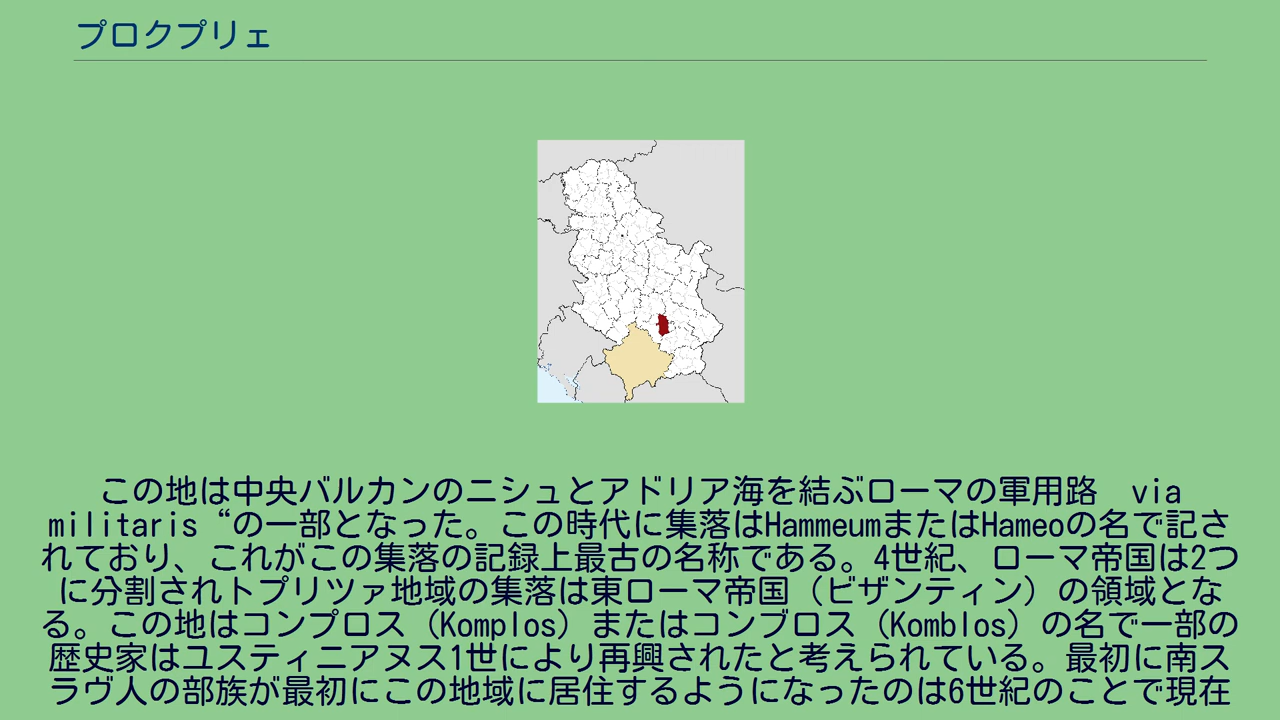 プロクプリェ
この地は中央バルカンのニシュとアドリア海を結ぶローマの軍用路　via
militaris “の一部となった。この時代に集落はHammeumまたはHameoの名で記さ
れており、これがこの集落の記録上最古の名称である。4世紀、ローマ帝国は2つ
に分割されトプリツァ地域の集落は東ローマ帝国（ビザンティン）の領域とな
る。この地はコンプロス（Komplos）またはコンブロス（Komblos）の名で一部の
歴史家はユスティニアヌス1世により再興されたと考えられている。最初に南ス
ラヴ人の部族が最初にこの地域に居住するようになったのは6世紀のことで現在